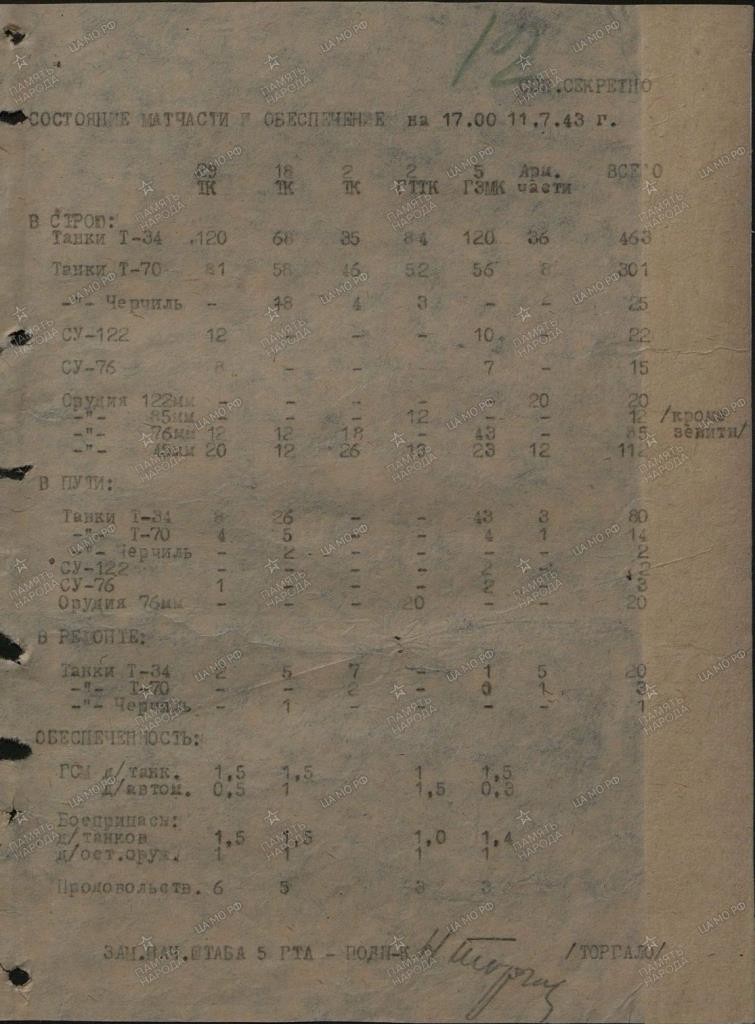 12
СОВ.СЕКРЕТНО
СОСТОЯНИЕ МАТЧАСТИ И ОБЕСПЕЧЕНИЕ на 17.00 11.7.43 г.
29 18 2 2 5 Арм. ВСЕГО
ТК ТК ТК ГТТК ГЗМК части
В СТРОЮ:
Танки Т-34 120 68 35 84 120 36 463
Танки Т-70 81 58 46 52 56 8 301
-"- Черчиль - 18 4 3 - - 25
СУ-122 12 - - - 10 - 22
СУ-76 8 - - - 7 - 15
Орудия 122мм - - - - - 20 20
-"- 85мм - - - 12 - - 12 /кроме
-"- 76мм 12 12 18 - 43 - 85 зенитн/
-"- 45мм 20 12 26 23 12 112
В ПУТИ:
Танки Т-34 8 26 - - 43 3 80
-"- Т-70 4 5 - - 4 1 14
-"- Черчиль - 2 - - - - 2
СУ-122 - - - - 2 - 2
СУ-76 1 - - - 2 - 3
Орудия 76мм - - - 20 - - 20
В РЕМОНТЕ:
Танки Т-34 2 5 7 - 1 5 20
-"- Т-70 - - 2 - 0 1 3
-"- Черчиль - 1 - - - - 1
ОБЕСПЕЧЕННОСТЬ:
ГСМ д/танк. 1,5 1,5 1 1,5
д/автом. 0,5 1 1,5 0,3
Боеприпасы:
д/танков 1,5 1,5 1,0 1,4
д/ост.оруж. 1 1 1 1
Продовольств. 6 5 3 3
ЗАМ.НАЧ.ШТАБА 5 ГТА - ПОДП-К /ТОРГАЛО/
ПАМЯТЬ НАРОДА
ЦАМО РФ